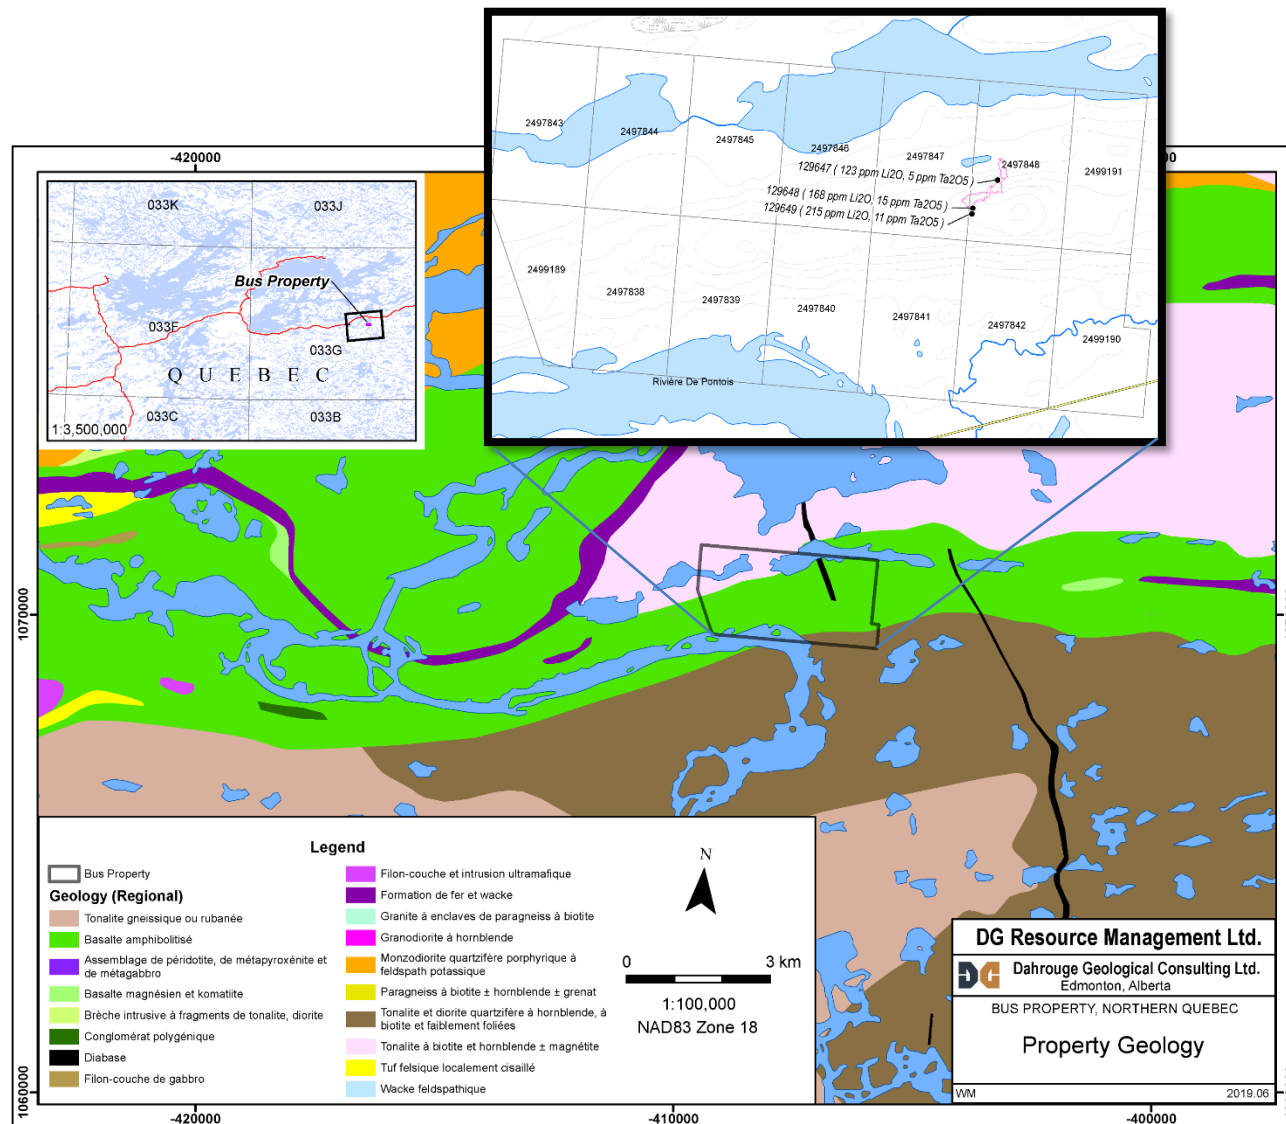 -420000
00
033K
033J
Bus Property
033F
033G
QUEBEC
033C
033B
1:3,500,000
2497843
2497844
2497845
2497846
2497847
2497848
2499191
129647 ( 123 ppm Li2O, 5 ppm Ta2O5 )
129648 ( 168 ppm Li2O, 15 ppm Ta2O5 )
129649 ( 215 ppm Li2O, 11 ppm Ta2O5 )
2499189
2497838
2497839
2497840
2497841
2497842
2499190
Rivière De Pontois
1070000
1060000
Legend
Bus Property
Geology (Regional)
Tonalite gneissique ou rubanée
Basalte amphibolitisé
Assemblage de péridotite, de métapyroxénite et
de métagabbro
Basalte magnésien et komatiite
Brèche intrusive à fragments de tonalite, diorite
Conglomérat polygénique
Diabase
Filon-couche de gabbro
Filon-couche et intrusion ultramafique
Formation de fer et wacke
Granite à enclaves de paragneiss à biotite
Granodiorite à hornblende
Monzodiorite quartzifère porphyrique à
feldspath potassique
Paragneiss à biotite ± hornblende ± grenat
Tonalite et diorite quartzifère à hornblende, à
biotite et faiblement foliées
Tonalite à biotite et hornblende ± magnétite
Tuf felsique localement cisaillé
Wacke feldspathique
N
0 3 km
1:100,000
NAD83 Zone 18
DG Resource Management Ltd.
DG
Dahrouge Geological Consulting Ltd.
Edmonton, Alberta
BUS PROPERTY, NORTHERN QUEBEC
Property Geology
WM 2019.06
-420000
-410000
-400000